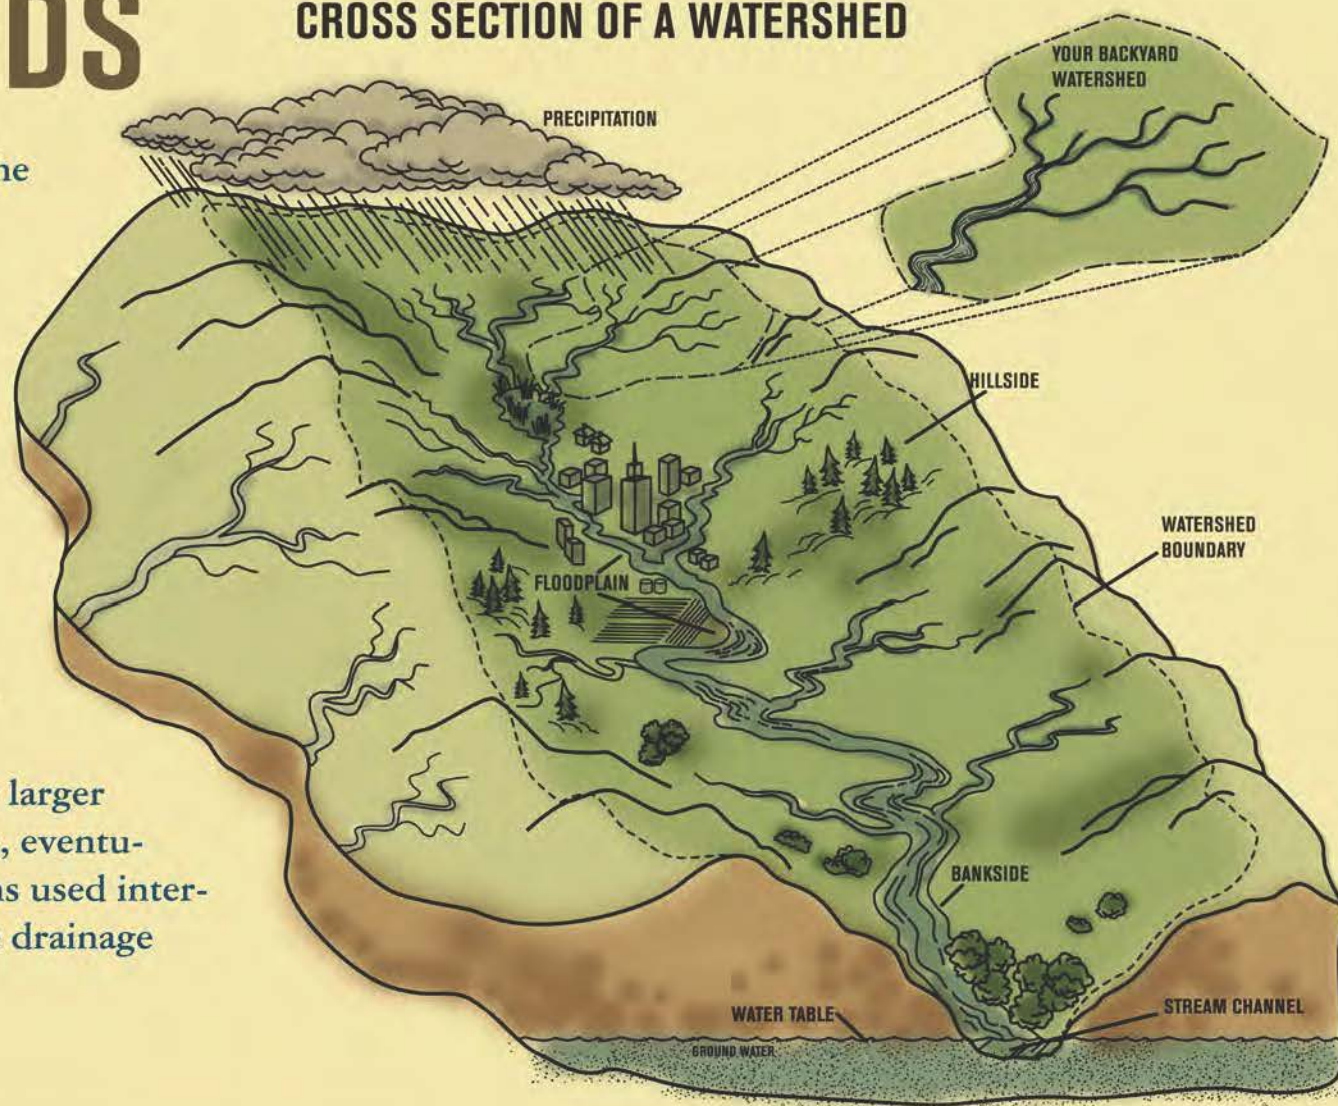 DS
CROSS SECTION OF A WATERSHED
YOUR BACKYARD
WATERSHED
PRECIPITATION
HILLSIDE
WATERSHED
BOUNDARY
FLOODPLAIN
larger
, eventu-
used inter-
drainage
BANKSIDE
WATER TABLE
STREAM CHANNEL
GROUND WATER